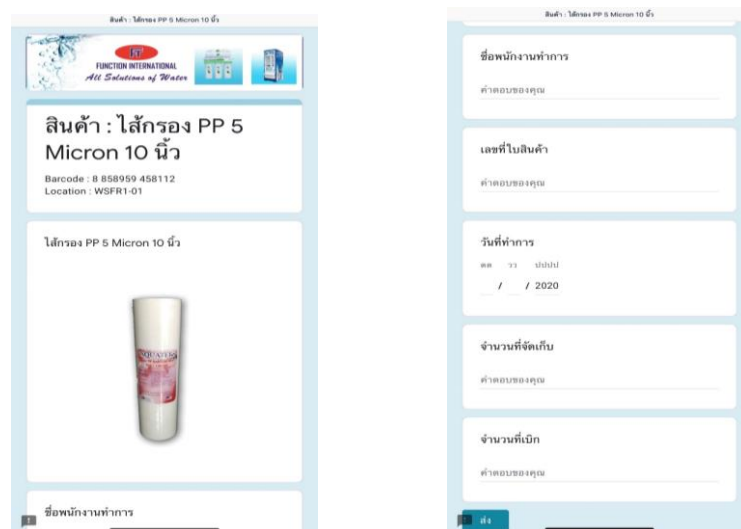 สินค้า : ไส้กรอง PP 5 Micron 10 นิ้ว
FUNCTION INTERNATIONAL
All Solutions of Water
สินค้า : ไส้กรอง PP 5
Micron 10 นิ้ว
Barcode : 8 858959 458112
Location : WSFR1-01
ไส้กรอง PP 5 Micron 10 นิ้ว
ชื่อพนักงานทำการ
สินค้า : ไส้กรอง PP 5 Micron 10 นิ้ว
ชื่อพนักงานทำการ
คำตอบของคุณ
เลขที่ใบสินค้า
คำตอบของคุณ
วันที่ทำการ
ดด วว ปปปป
/ / 2020
จำนวนที่จัดเก็บ
คำตอบของคุณ
จำนวนที่เบิก
คำตอบของคุณ
ส่ง